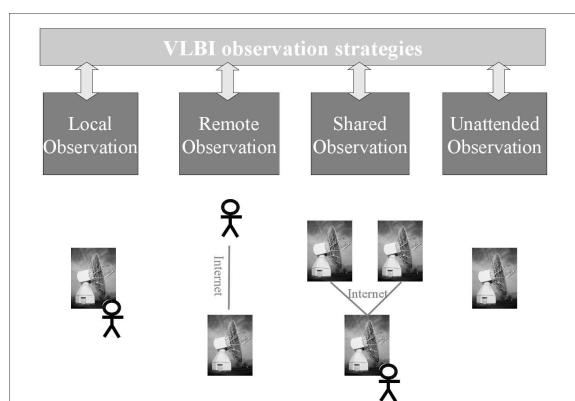 VLBI observation strategies
Local
Observation
Remote
Observation
Shared
Observation
Unattended
Observation
Internet
Internet